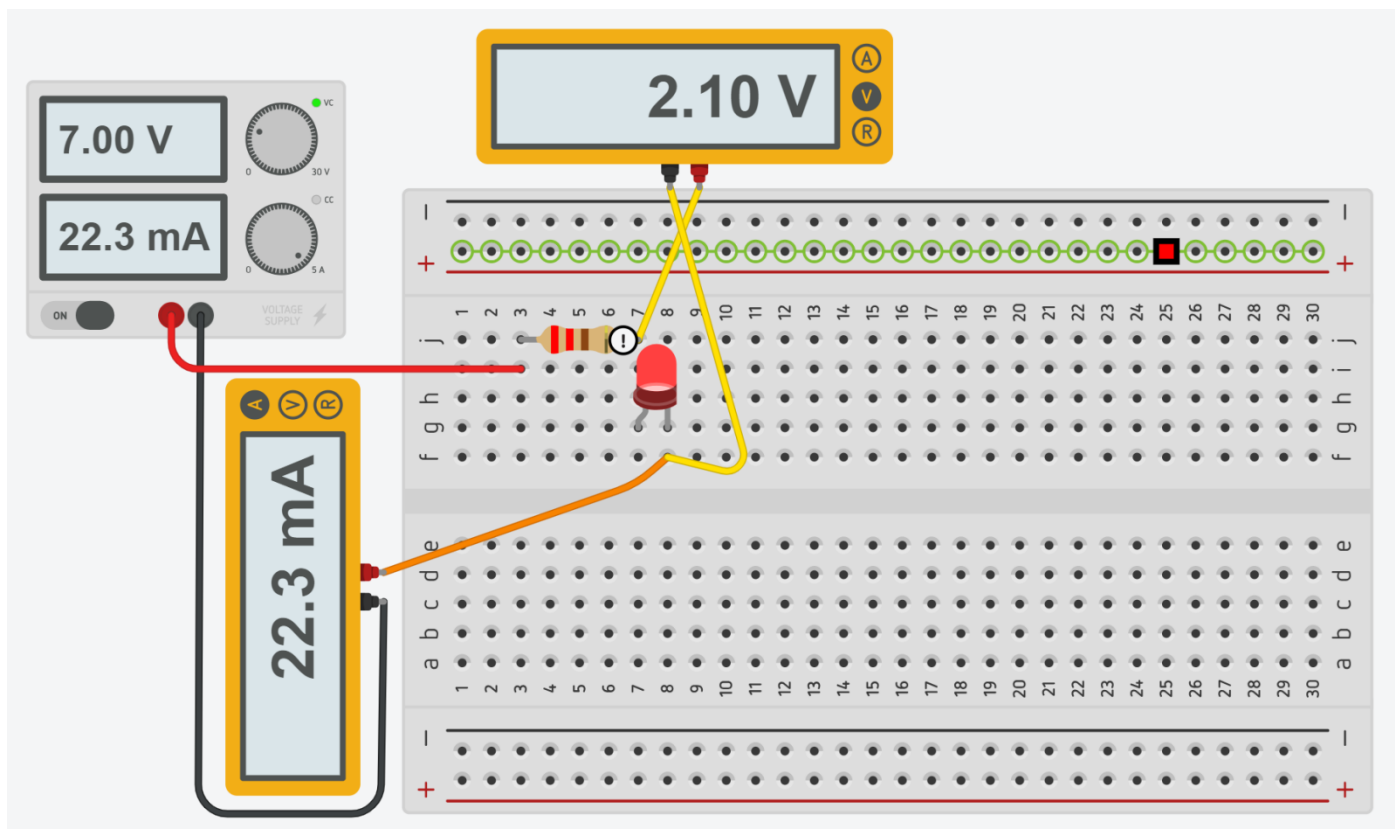 2.10 V
A
V
R
7.00 V
VC
0
30 V
22.3 mA
CC
0
5 A
ON
VOLTAGE
SUPPLY
A V R
22.3 mA
− −
+ +
1 2 3 4 5 6 7 8 9 10 11 12 13 14 15 16 17 18 19 20 21 22 23 24 25 26 27 28 29 30
j j
!
i
h h
g g
f f
e e
d d
c c
b b
a a
1 2 3 4 5 6 7 8 9 10 11 12 13 14 15 16 17 18 19 20 21 22 23 24 25 26 27 28 29 30
− −
+ +